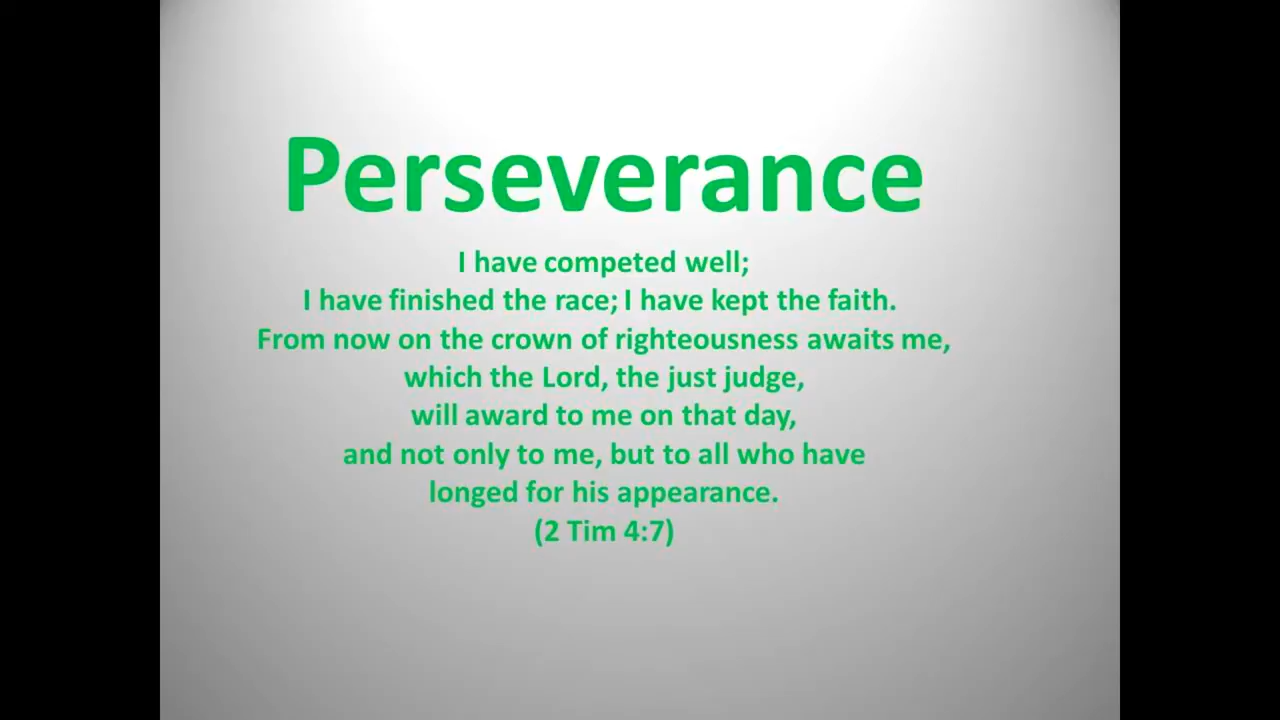 Perseverance
I have competed well;
I have finished the race; I have kept the faith.
From now on the crown of righteousness awaits me,
which the Lord, the just judge,
will award to me on that day,
and not only to me, but to all who have
longed for his appearance.
(2 Tim 4:7)